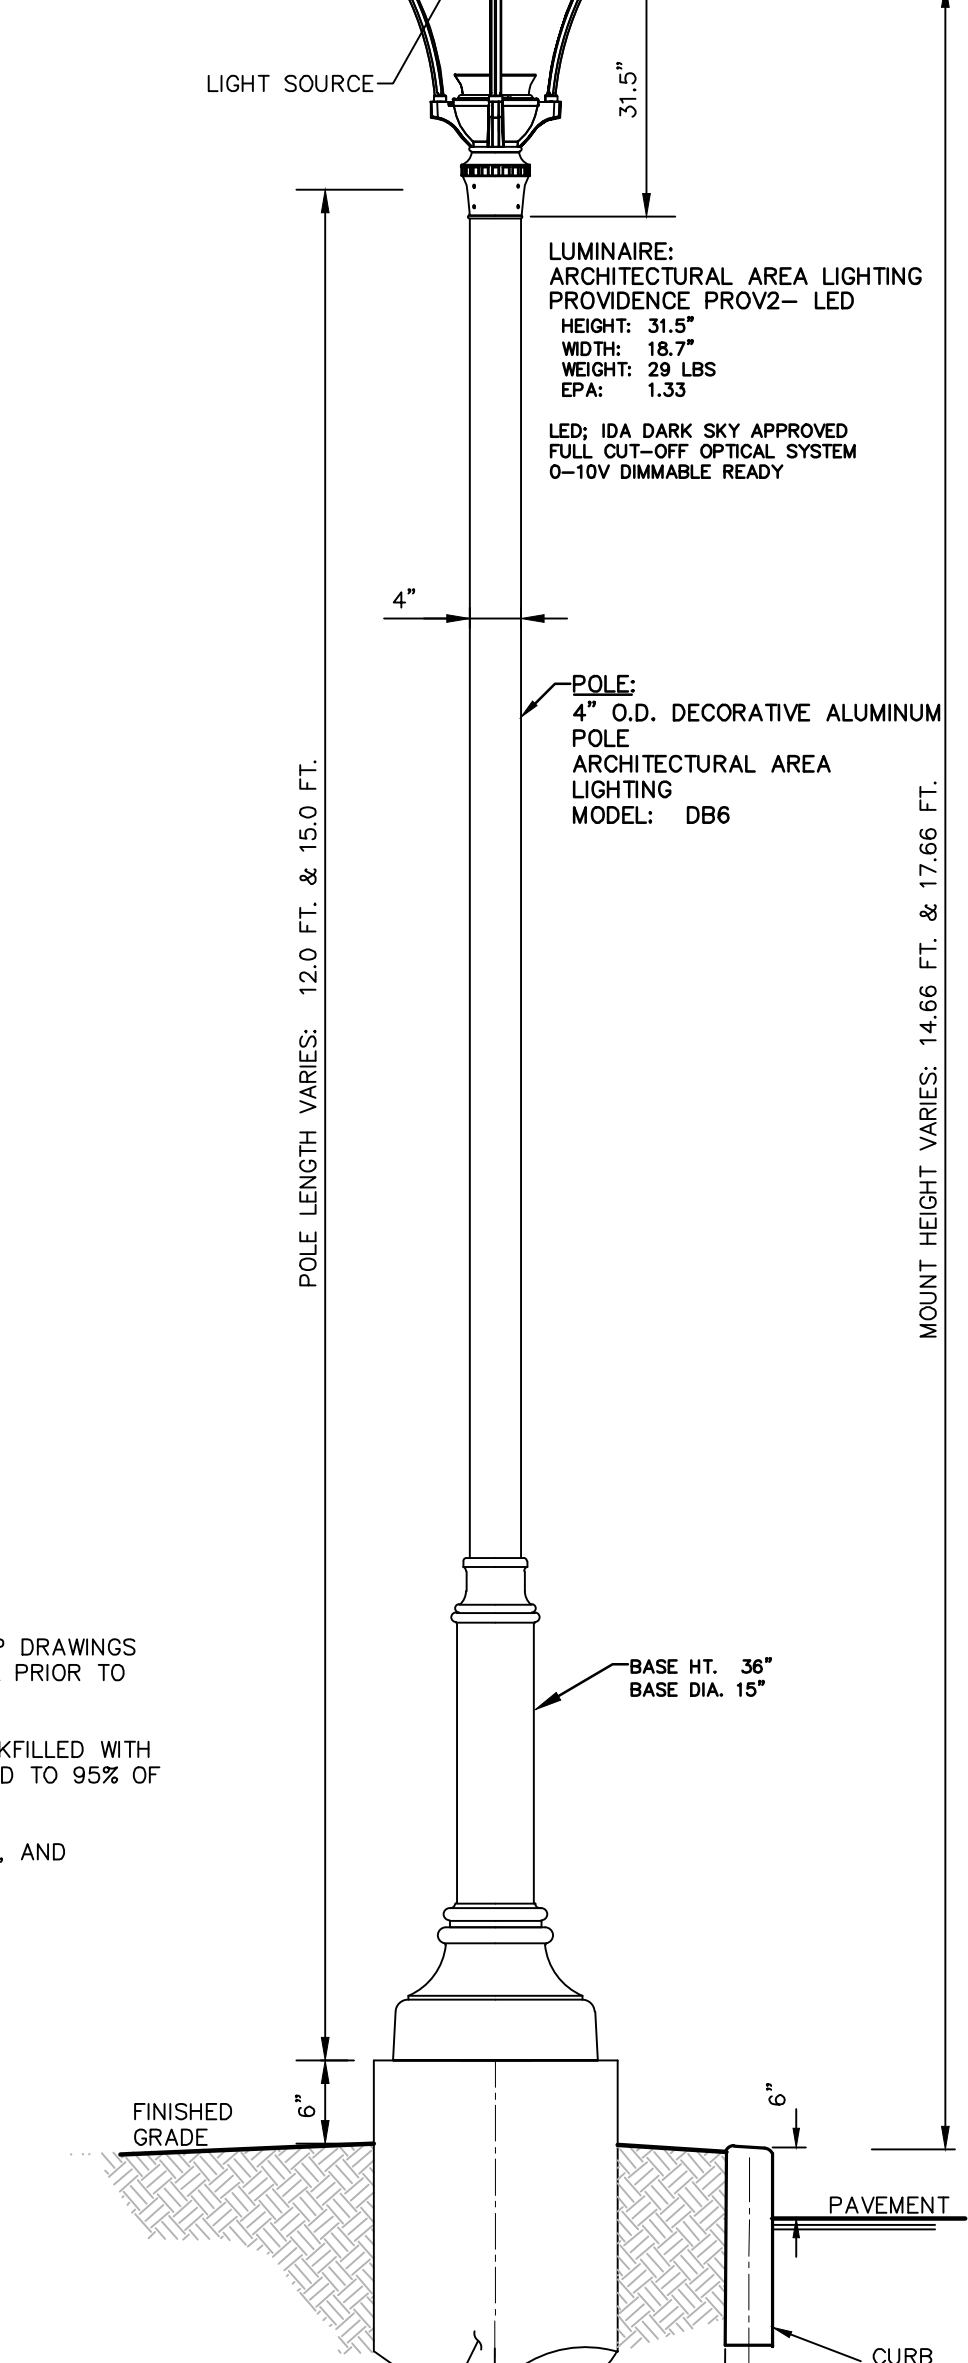 LIGHT SOURCE
31.5"
LUMINAIRE:
ARCHITECTURAL AREA LIGHTING
PROVIDENCE PROV2– LED
HEIGHT: 31.5"
WIDTH: 18.7"
WEIGHT: 29 LBS
EPA: 1.33
LED; IDA DARK SKY APPROVED
FULL CUT–OFF OPTICAL SYSTEM
0–10V DIMMABLE READY
4"
POLE:
4" O.D. DECORATIVE ALUMINUM
POLE
ARCHITECTURAL AREA
LIGHTING
MODEL: DB6
POLE LENGTH VARIES: 12.0 FT. & 15.0 FT.
MOUNT HEIGHT VARIES: 14.66 FT. & 17.66 FT.
DRAWINGS
PRIOR TO
KFILLED WITH
D TO 95% OF
, AND
BASE HT. 36"
BASE DIA. 15"
6"
6"
FINISHED
GRADE
PAVEMENT
CURB